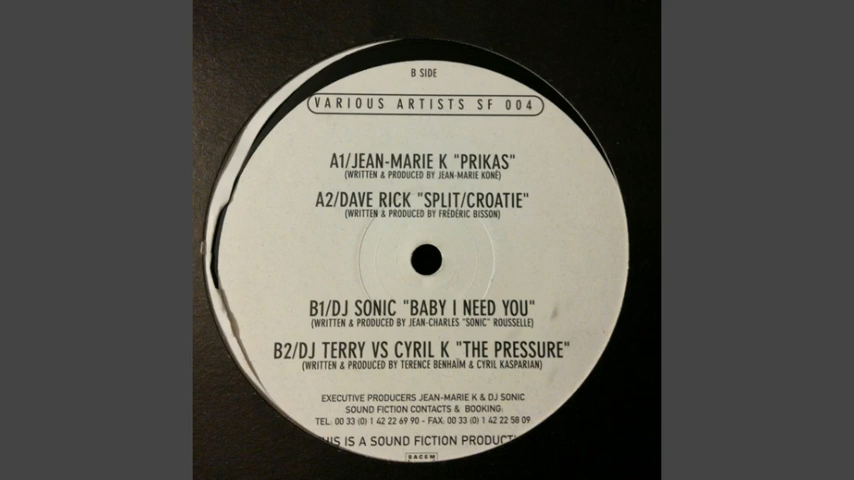 B SIDE
VARIOUS ARTISTS SF 004
A1/JEAN-MARIE K "PRIKAS"
(WRITTEN & PRODUCED BY JEAN-MARIE KONÉ)
A2/DAVE RICK "SPLIT/CROATIE"
(WRITTEN & PRODUCED BY FRÉDÉRIC BISSON)
B1/DJ SONIC "BABY I NEED YOU"
(WRITTEN & PRODUCED BY JEAN-CHARLES "SONIC" ROUSSELLE)
B2/DJ TERRY VS CYRIL K "THE PRESSURE"
(WRITTEN & PRODUCED BY TERENCE BENHAÏM & CYRIL KASPARIAN)
EXECUTIVE PRODUCERS JEAN-MARIE K & DJ SONIC
SOUND FICTION CONTACTS & BOOKING:
TEL: 00 33 (0) 1 42 22 69 90 - FAX: 00 33 (0) 1 42 22 58 09
HIS IS A SOUND FICTION PRODUCTI
SACEM